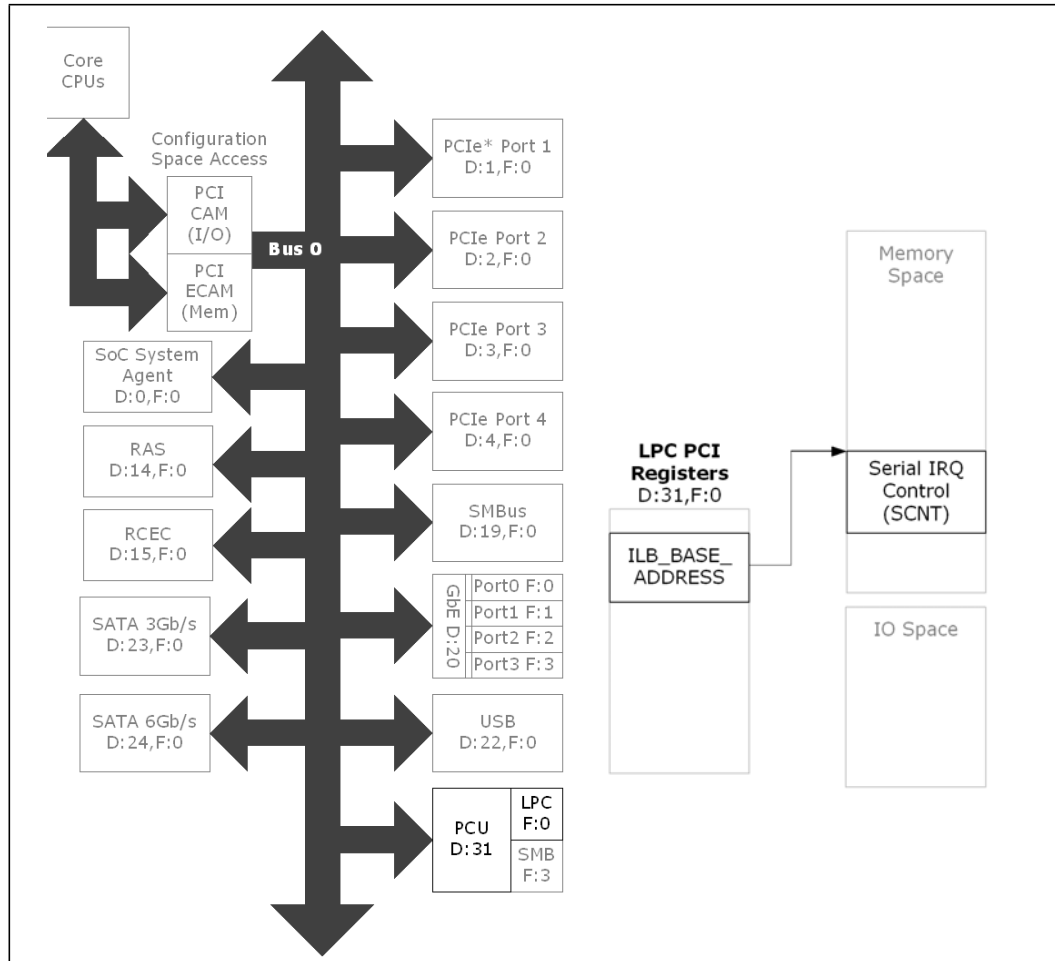 Core
CPUs
Configuration
Space Access
PCI
CAM
(I/O)
PCI
ECAM
(Mem)
Bus 0
SoC System
Agent
D:0,F:0
RAS
D:14,F:0
RCEC
D:15,F:0
SATA 3Gb/s
D:23,F:0
SATA 6Gb/s
D:24,F:0
PCIe* Port 1
D:1,F:0
PCIe Port 2
D:2,F:0
PCIe Port 3
D:3,F:0
PCIe Port 4
D:4,F:0
SMBus
D:19,F:0
GbE D:20
Port0 F:0
Port1 F:1
Port2 F:2
Port3 F:3
USB
D:22,F:0
PCU
D:31
LPC
F:0
SMB
F:3
LPC PCI
Registers
D:31,F:0
ILB_BASE_
ADDRESS
Memory
Space
Serial IRQ
Control
(SCNT)
IO Space